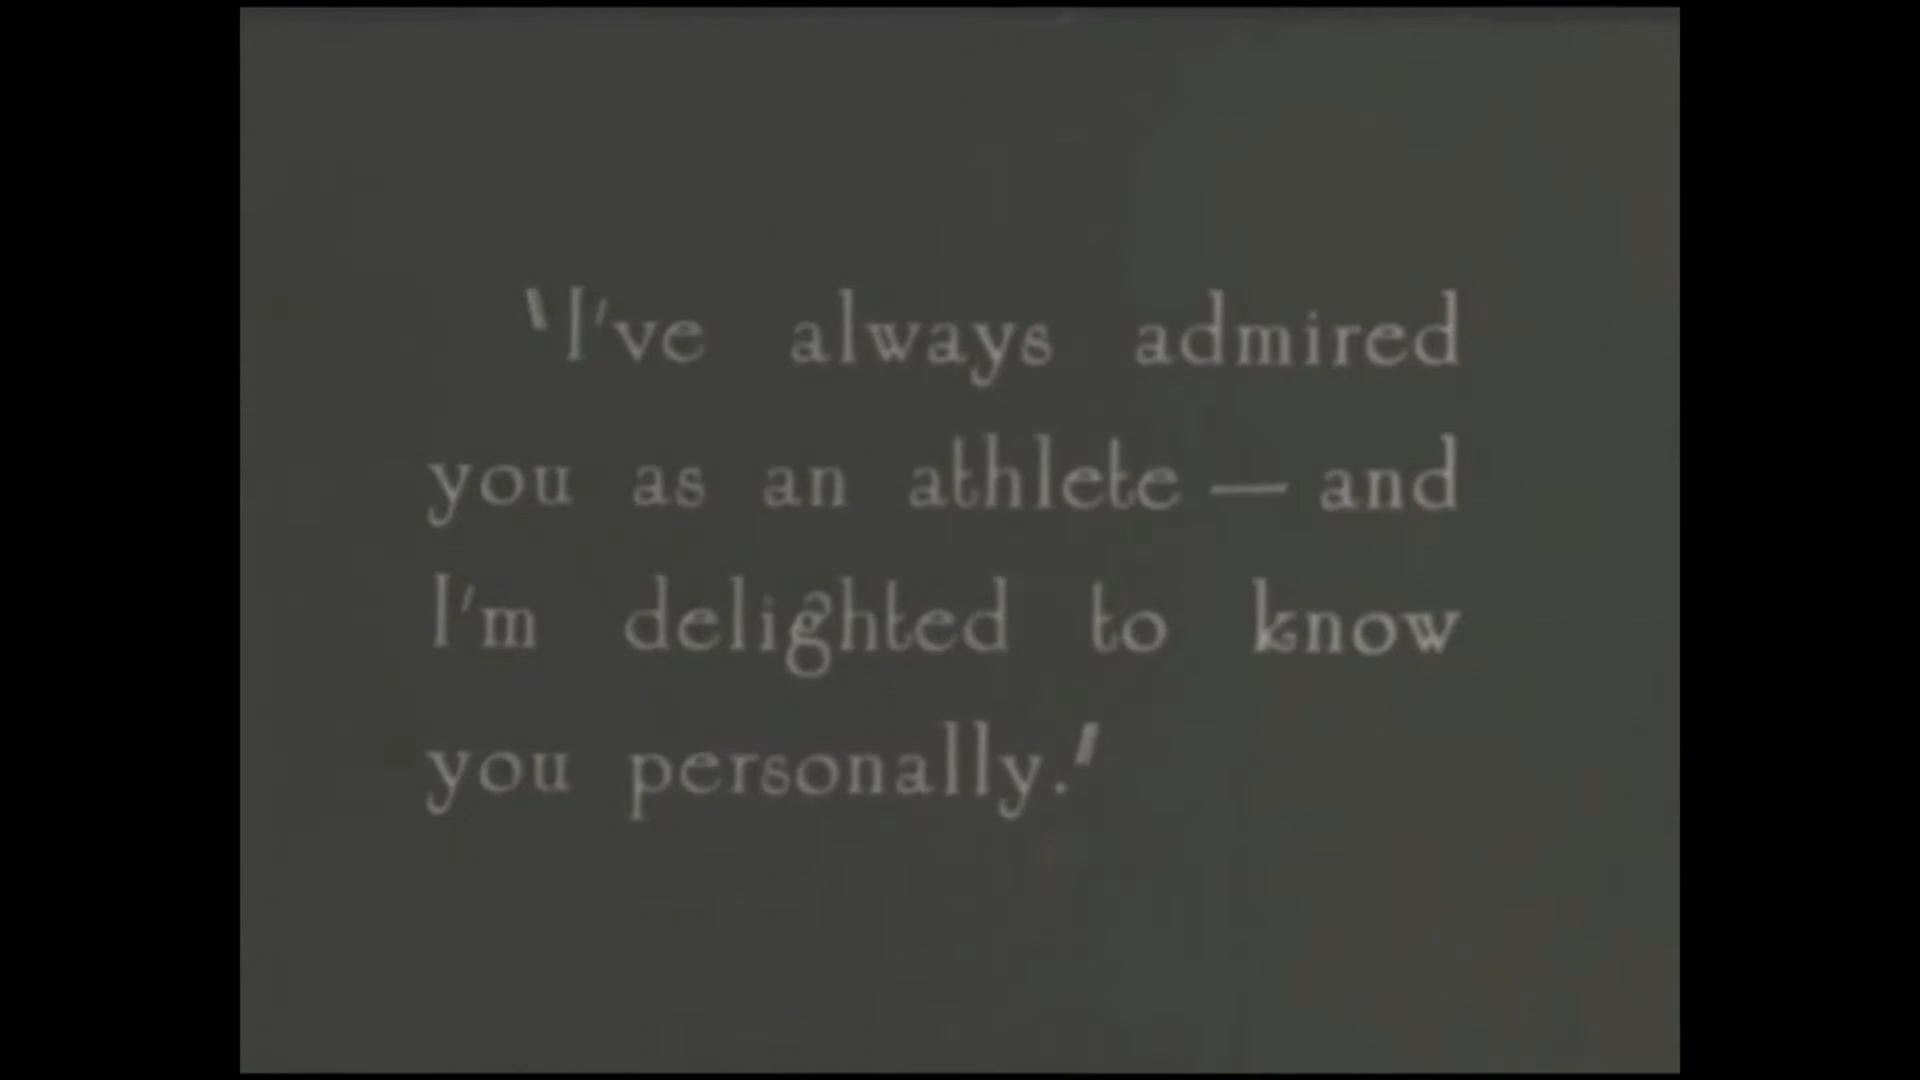 "I've always admired
you as an athlete — and
I'm delighted to know
you personally."